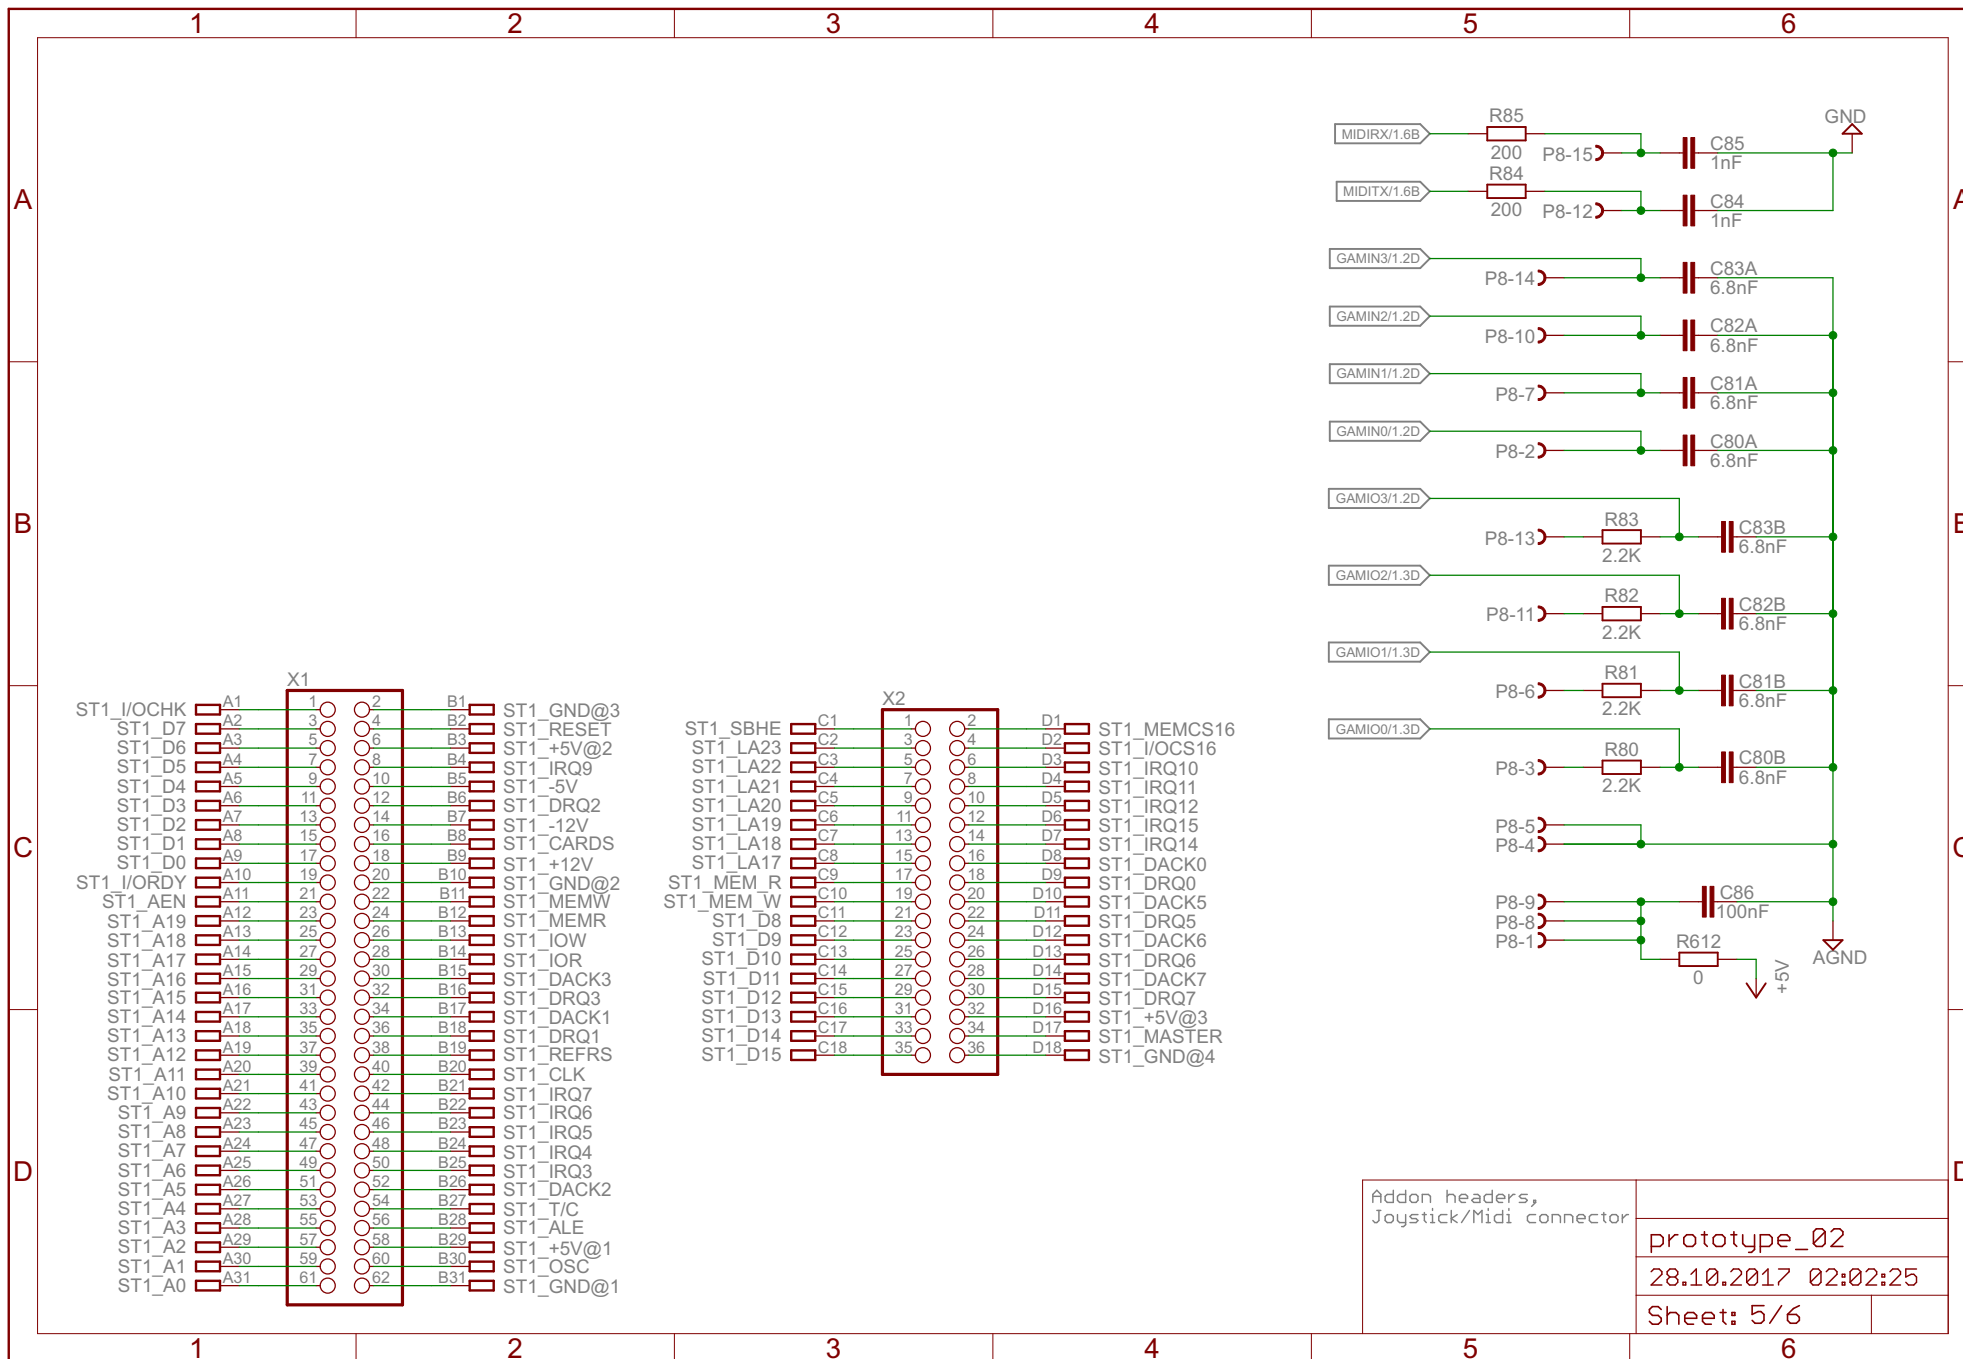 1 2 3 4 5 6
A
B
C
D
X1
ST1_I/OCHK A1 1 2 B1 ST1_GND@3
ST1_D7 A2 3 4 B2 ST1_RESET
ST1_D6 A3 5 6 B3 ST1_+5V@2
ST1_D5 A4 7 8 B4 ST1_IRQ9
ST1_D4 A5 9 10 B5 ST1_-5V
ST1_D3 A6 11 12 B6 ST1_DRQ2
ST1_D2 A7 13 14 B7 ST1_-12V
ST1_D1 A8 15 16 B8 ST1_CARDS
ST1_D0 A9 17 18 B9 ST1_+12V
ST1_I/ORDY A10 19 20 B10 ST1_GND@2
ST1_AEN A11 21 22 B11 ST1_MEMW
ST1_A19 A12 23 24 B12 ST1_MEMR
ST1_A18 A13 25 26 B13 ST1_IOW
ST1_A17 A14 27 28 B14 ST1_IOR
ST1_A16 A15 29 30 B15 ST1_DACK3
ST1_A15 A16 31 32 B16 ST1_DRQ3
ST1_A14 A17 33 34 B17 ST1_DACK1
ST1_A13 A18 35 36 B18 ST1_DRQ1
ST1_A12 A19 37 38 B19 ST1_REFRS
ST1_A11 A20 39 40 B20 ST1_CLK
ST1_A10 A21 41 42 B21 ST1_IRQ7
ST1_A9 A22 43 44 B22 ST1_IRQ6
ST1_A8 A23 45 46 B23 ST1_IRQ5
ST1_A7 A24 47 48 B24 ST1_IRQ4
ST1_A6 A25 49 50 B25 ST1_IRQ3
ST1_A5 A26 51 52 B26 ST1_DACK2
ST1_A4 A27 53 54 B27 ST1_T/C
ST1_A3 A28 55 56 B28 ST1_ALE
ST1_A2 A29 57 58 B29 ST1_+5V@1
ST1_A1 A30 59 60 B30 ST1_OSC
ST1_A0 A31 61 62 B31 ST1_GND@1
X2
ST1_SBHE C1 1 2 D1 ST1_MEMCS16
ST1_LA23 C2 3 4 D2 ST1_I/OCS16
ST1_LA22 C3 5 6 D3 ST1_IRQ10
ST1_LA21 C4 7 8 D4 ST1_IRQ11
ST1_LA20 C5 9 10 D5 ST1_IRQ12
ST1_LA19 C6 11 12 D6 ST1_IRQ15
ST1_LA18 C7 13 14 D7 ST1_IRQ14
ST1_LA17 C8 15 16 D8 ST1_DACK0
ST1_MEM_R C9 17 18 D9 ST1_DRQ0
ST1_MEM_W C10 19 20 D10 ST1_DACK5
ST1_D8 C11 21 22 D11 ST1_DRQ5
ST1_D9 C12 23 24 D12 ST1_DACK6
ST1_D10 C13 25 26 D13 ST1_DRQ6
ST1_D11 C14 27 28 D14 ST1_DACK7
ST1_D12 C15 29 30 D15 ST1_DRQ7
ST1_D13 C16 31 32 D16 ST1_+5V@3
ST1_D14 C17 33 34 D17 ST1_MASTER
ST1_D15 C18 35 36 D18 ST1_GND@4
R85 GND
MIDIRX/1.6B
200 P8-15 C85 1nF
R84
MIDITX/1.6B
200 P8-12 C84 1nF
GAMIN3/1.2D
P8-14 C83A 6.8nF
GAMIN2/1.2D
P8-10 C82A 6.8nF
GAMIN1/1.2D
P8-7 C81A 6.8nF
GAMIN0/1.2D
P8-2 C80A 6.8nF
GAMIO3/1.2D
P8-13 R83 2.2K C83B 6.8nF
GAMIO2/1.3D
P8-11 R82 2.2K C82B 6.8nF
GAMIO1/1.3D
P8-6 R81 2.2K C81B 6.8nF
GAMIO0/1.3D
P8-3 R80 2.2K C80B 6.8nF
P8-5
P8-4
P8-9 C86 100nF
P8-8
P8-1 R612 0 +5V AGND
Addon headers,
Joystick/Midi connector
prototype_02
28.10.2017 02:02:25
Sheet: 5/6
A
B
C
D
1 2 3 4 5 6